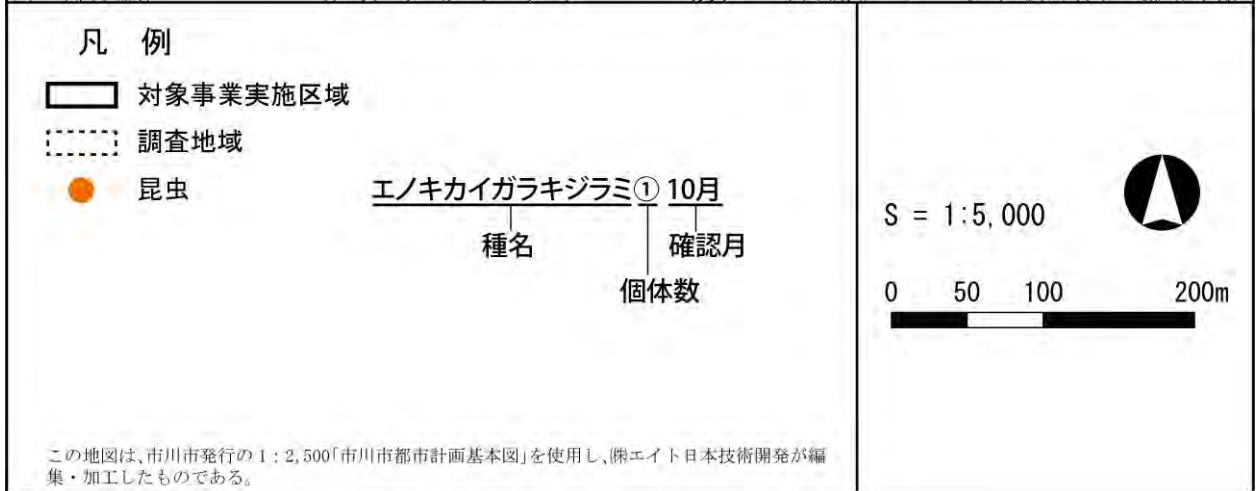 凡 例
対象事業実施区域
調査地域
昆虫
エノキカイガラキジラミ① 10月
種名
確認月
個体数
この地図は、市川市発行の1:2,500「市川市都市計画基本図」を使用し、㈱エイト日本技術開発が編
集・加工したものである。
S = 1:5,000
0 50 100 200m